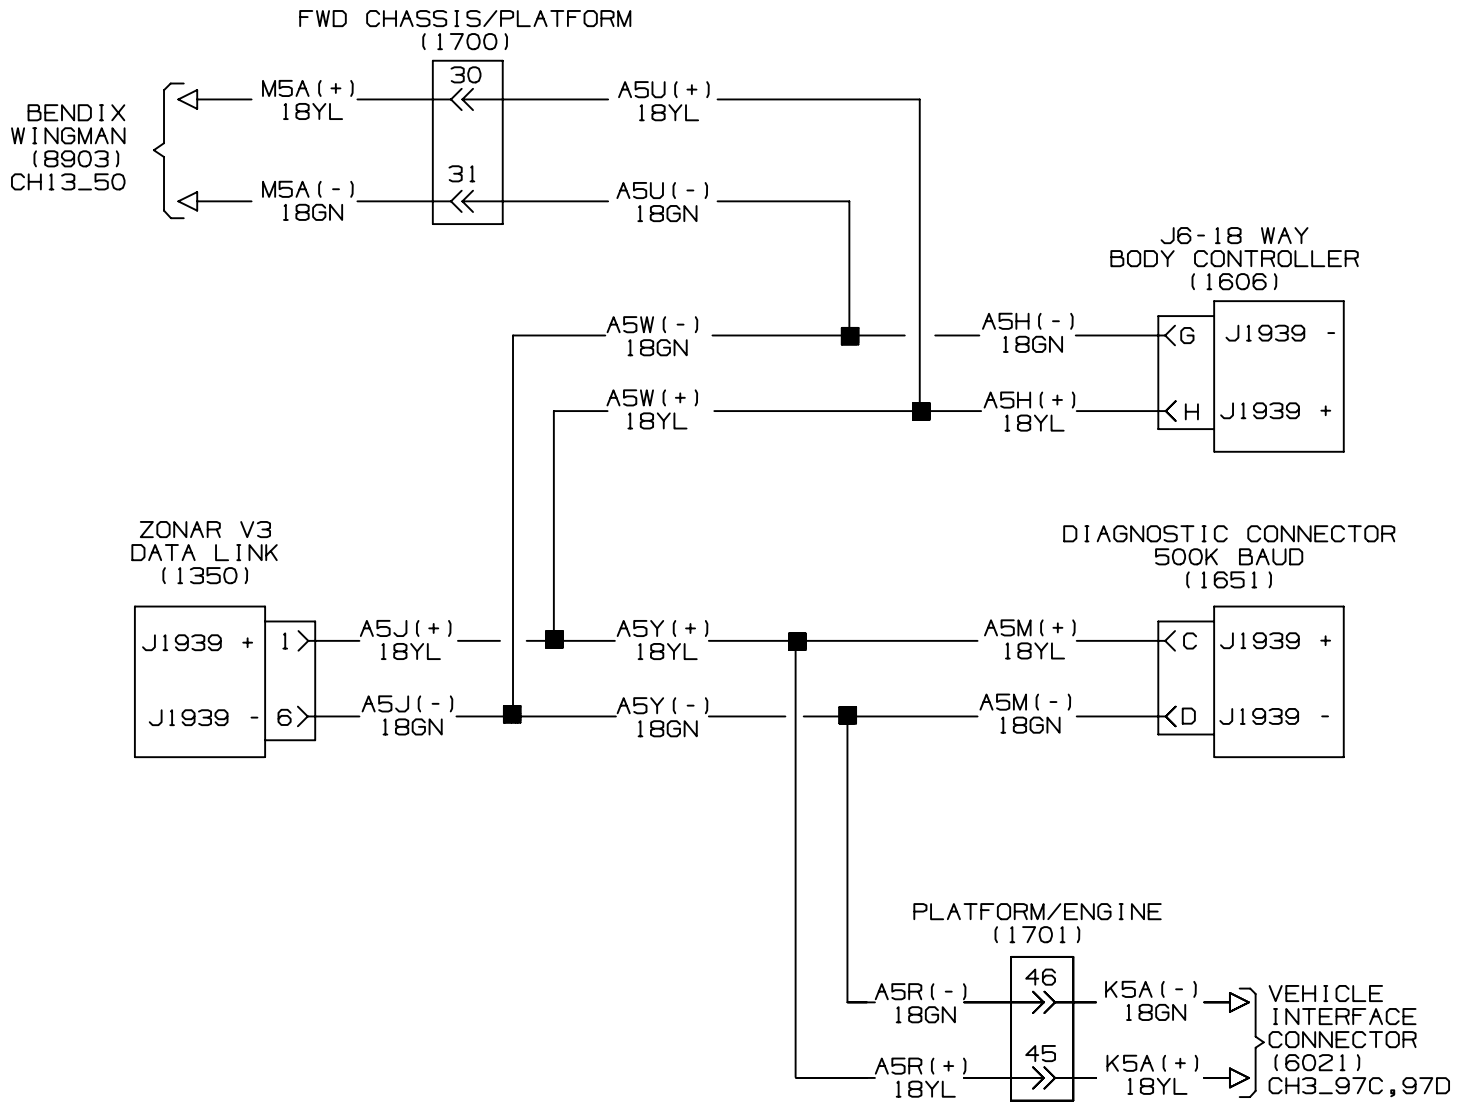 FWD CHASSIS/PLATFORM
(1700)
30
M5A(+)
18YL
A5U(+)
18YL
BENDIX
WINGMAN
(8903)
CH13_50
31
M5A(-)
18GN
A5U(-)
18GN
J6-18 WAY
BODY CONTROLLER
(1606)
A5W(-)
18GN
A5H(-)
18GN
G
J1939 -
A5W(+)
18YL
A5H(+)
18YL
H
J1939 +
ZONAR V3
DATA LINK
(1350)
DIAGNOSTIC CONNECTOR
500K BAUD
(1651)
J1939 +
1
A5J(+)
18YL
A5Y(+)
18YL
A5M(+)
18YL
C
J1939 +
J1939 -
6
A5J(-)
18GN
A5Y(-)
18GN
A5M(-)
18GN
D
J1939 -
PLATFORM/ENGINE
(1701)
46
A5R(-)
18GN
K5A(-)
18GN
45
A5R(+)
18YL
K5A(+)
18YL
VEHICLE
INTERFACE
CONNECTOR
(6021)
CH3_97C,97D